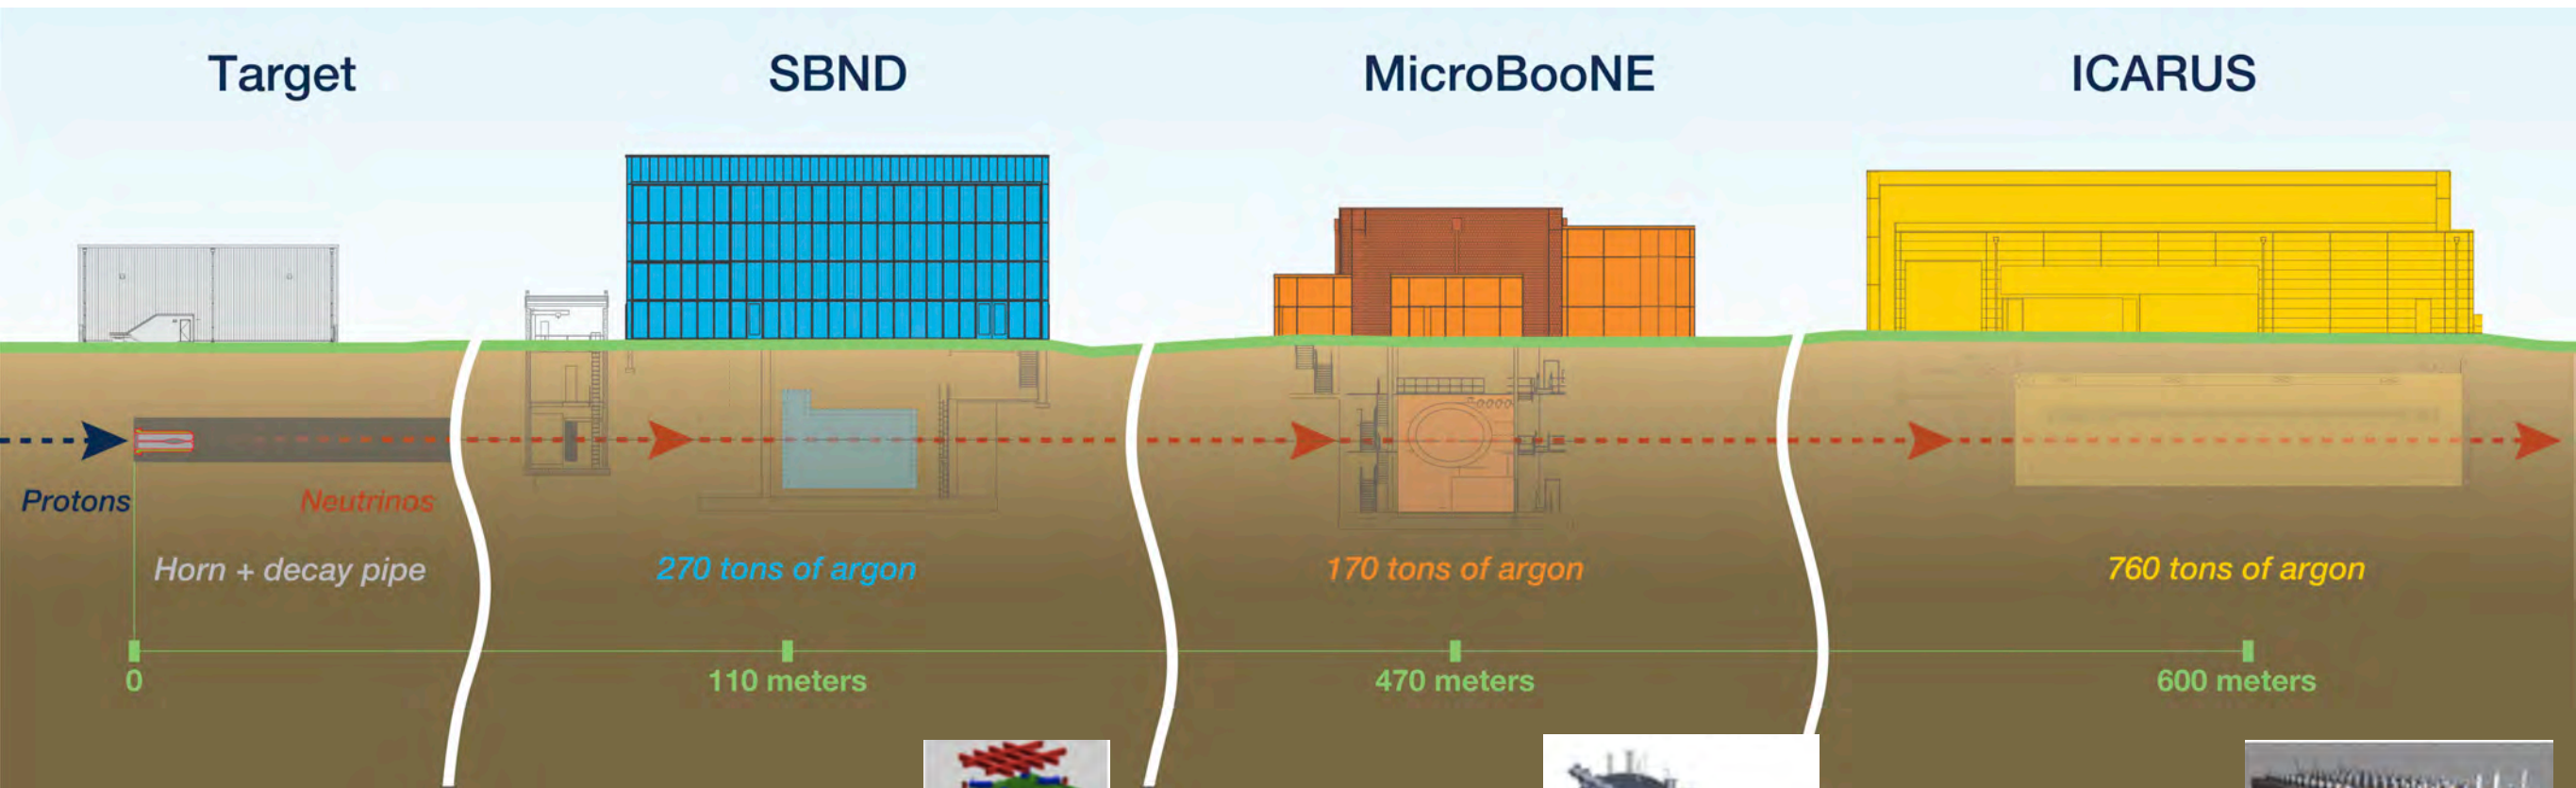 Target
SBND
MicroBooNE
ICARUS
Protons
Neutrinos
Horn + decay pipe
270 tons of argon
170 tons of argon
760 tons of argon
0
110 meters
470 meters
600 meters